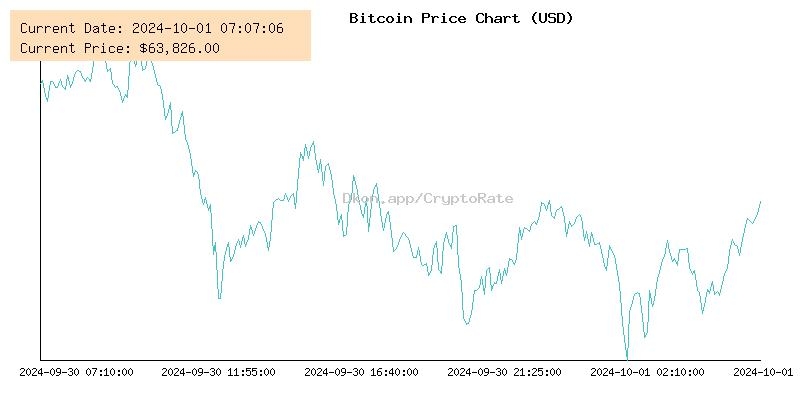 Bitcoin Price Chart (USD)
Current Date: 2024-10-01 07:07:06
Current Price: $63,826.00
Dkon.app/CryptoRate
2024-09-30 07:10:00 2024-09-30 11:55:00 2024-09-30 16:40:00 2024-09-30 21:25:00 2024-10-01 02:10:00 2024-10-01